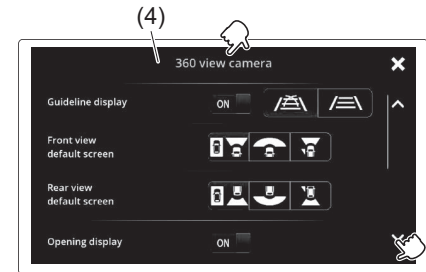 (4)
360 view camera
Guideline display
ON
Front view
default screen
Rear view
default screen
Opening display
ON